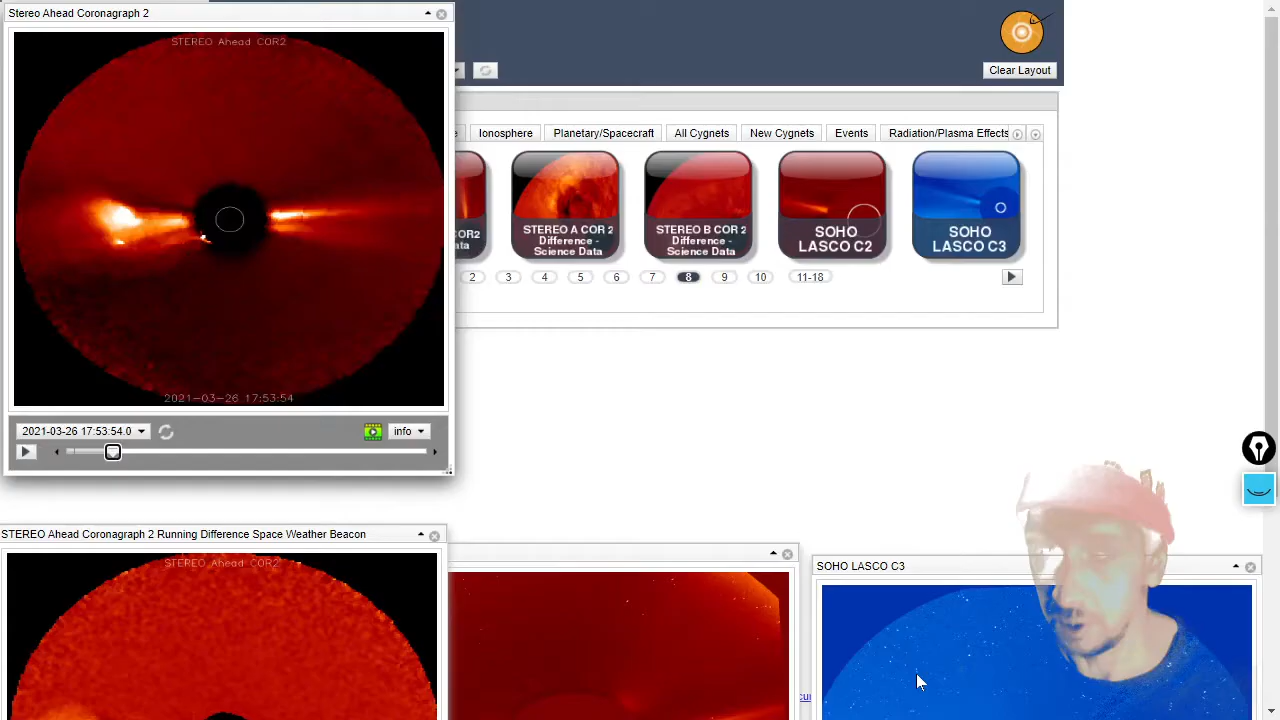 Stereo Ahead Coronagraph 2
STEREO Ahead COR2
2021-03-26 17:53:54
2021-03-26 17:53:54.0
info
Clear Layout
Ionosphere
Planetary/Spacecraft
All Cygnets
New Cygnets
Events
Radiation/Plasma Effects
COR2
STEREO A COR 2
Difference -
Science Data
STEREO B COR 2
Difference -
Science Data
SOHO
LASCO C2
SOHO
LASCO C3
2 3 4 5 6 7 8 9 10 11-18
STEREO Ahead Coronagraph 2 Running Difference Space Weather Beacon
STEREO Ahead COR2
SOHO LASCO C3